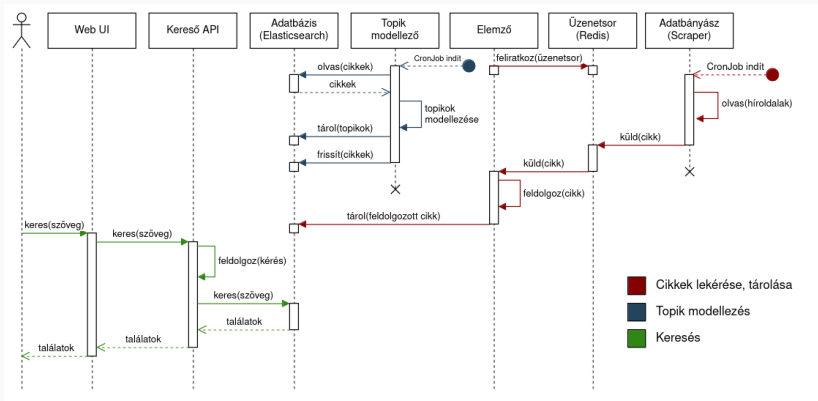 Web UI
Kereső API
Adatbázis
(Elasticsearch)
Topik
modellező
Elemző
Üzenetsor
(Redis)
Adatbányász
(Scraper)
olvas(cikkek)
CronJob indít
feliratkoz(üzenetsor)
CronJob indít
cikkek
topikok
modellezése
olvas(híroldalak)
tárol(topikok)
küld(cikk)
frissít(cikkek)
küld(cikk)
feldolgoz(cikk)
tárol(feldolgozott cikk)
keres(szöveg)
keres(szöveg)
feldolgoz(kérés)
keres(szöveg)
találatok
találatok
találatok
Cikkek lekérése, tárolása
Topik modellezés
Keresés